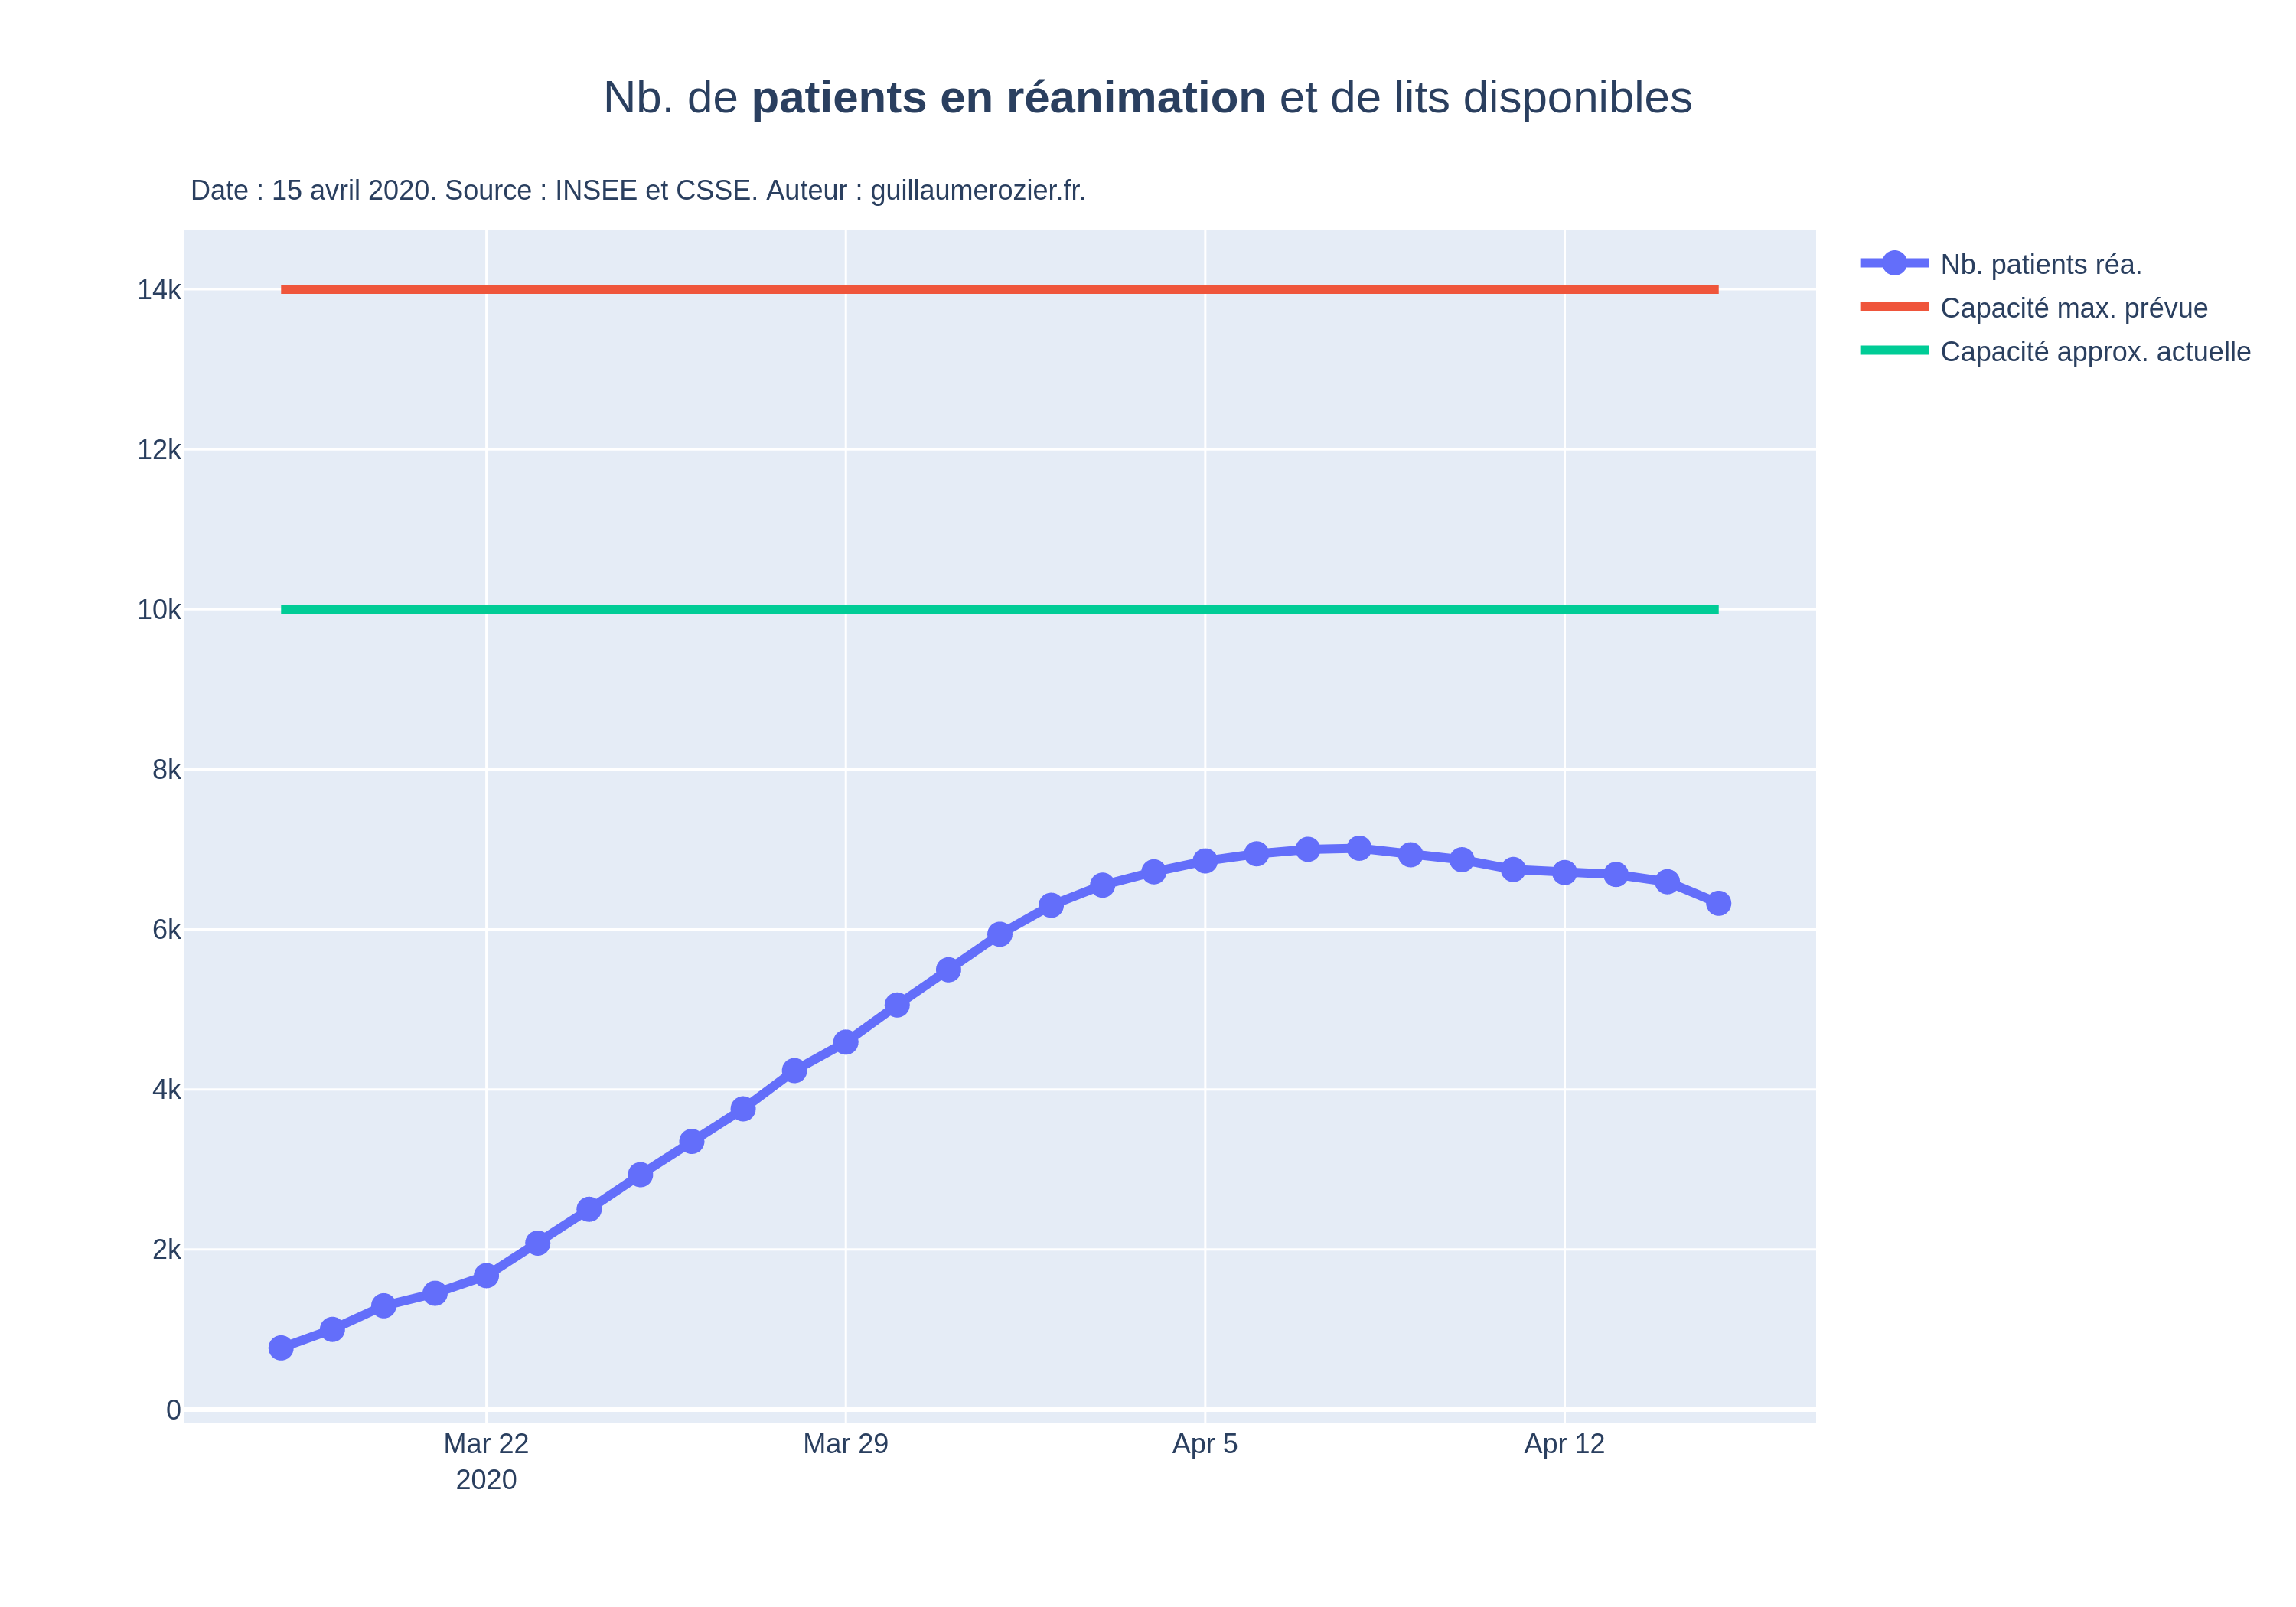 Nb. de patients en réanimation et de lits disponibles
Date : 15 avril 2020. Source : INSEE et CSSE. Auteur : guillaumerozier.fr.
Nb. patients réa.
Capacité max. prévue
Capacité approx. actuelle
14k
12k
10k
8k
6k
4k
2k
0
Mar 22
2020
Mar 29
Apr 5
Apr 12